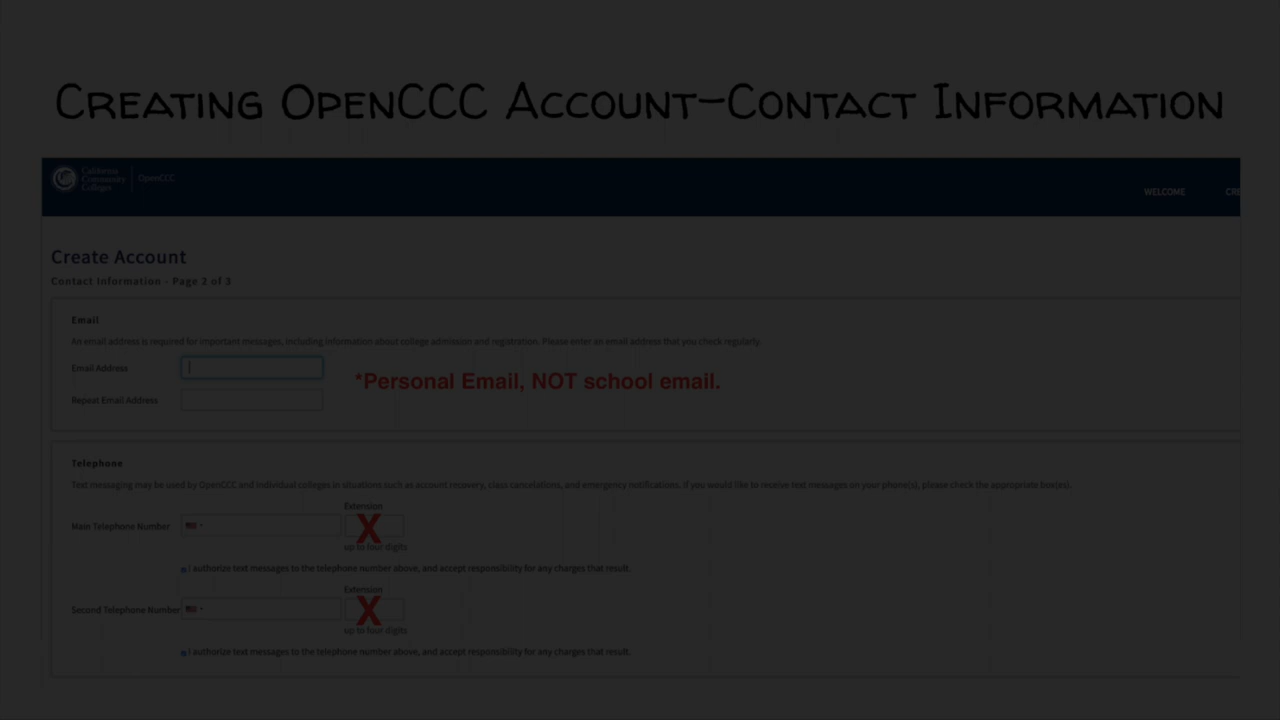 Creating OpenCCC Account-Contact Information
California
Community
Colleges
OpenCCC
WELCOME
CRE
Create Account
Contact Information - Page 2 of 3
Email
An email address is required for important messages, including information about college admission and registration. Please enter an email address that you check regularly.
Email Address
*Personal Email, NOT school email.
Repeat Email Address
Telephone
Text messaging may be used by OpenCCC and individual colleges in situations such as account recovery, class cancelations, and emergency notifications. If you would like to receive text messages on your phone(s), please check the appropriate box(es).
Extension
Main Telephone Number
X
up to four digits
I authorize text messages to the telephone number above, and accept responsibility for any charges that result.
Extension
Second Telephone Number
X
up to four digits
I authorize text messages to the telephone number above, and accept responsibility for any charges that result.